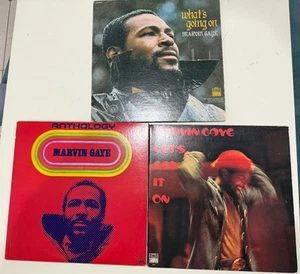 what's
going on
MARVIN GAYE
ANTHOLOGY
MARVIN GAYE
MARVIN GAYE
LET'S
GET
IT
ON